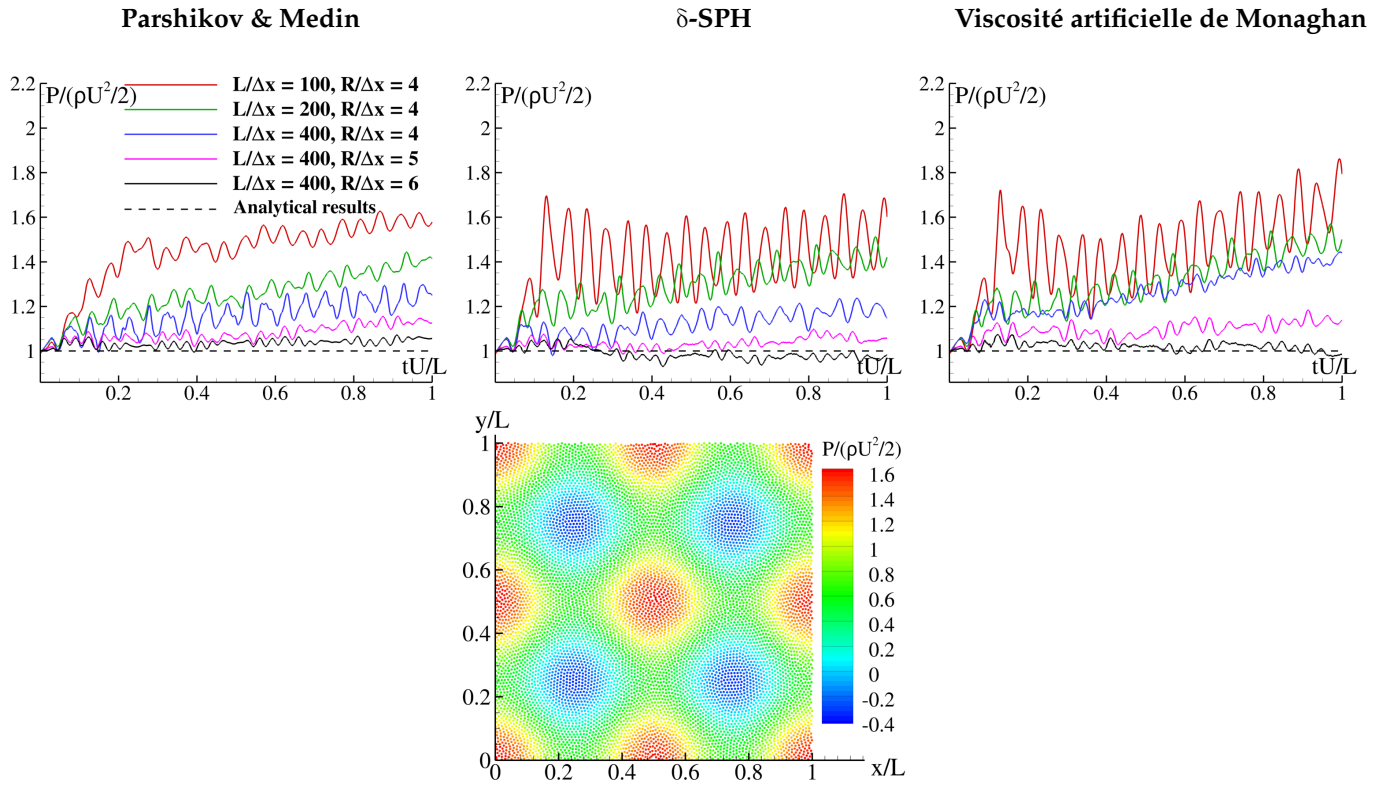 Parshikov & Medin
δ-SPH
Viscosité artificielle de Monaghan
2.2
2
1.8
1.6
1.4
1.2
1
P/(ρU²/2)
L/Δx = 100, R/Δx = 4
L/Δx = 200, R/Δx = 4
L/Δx = 400, R/Δx = 4
L/Δx = 400, R/Δx = 5
L/Δx = 400, R/Δx = 6
Analytical results
tU/L
0.2 0.4 0.6 0.8 1
2.2
2
1.8
1.6
1.4
1.2
1
P/(ρU²/2)
tU/L
0.2 0.4 0.6 0.8 1
2.2
2
1.8
1.6
1.4
1.2
1
P/(ρU²/2)
tU/L
0.2 0.4 0.6 0.8 1
y/L
1
0.8
0.6
0.4
0.2
0
0 0.2 0.4 0.6 0.8 1 x/L
P/(ρU²/2)
1.6
1.4
1.2
1
0.8
0.6
0.4
0.2
0
-0.2
-0.4